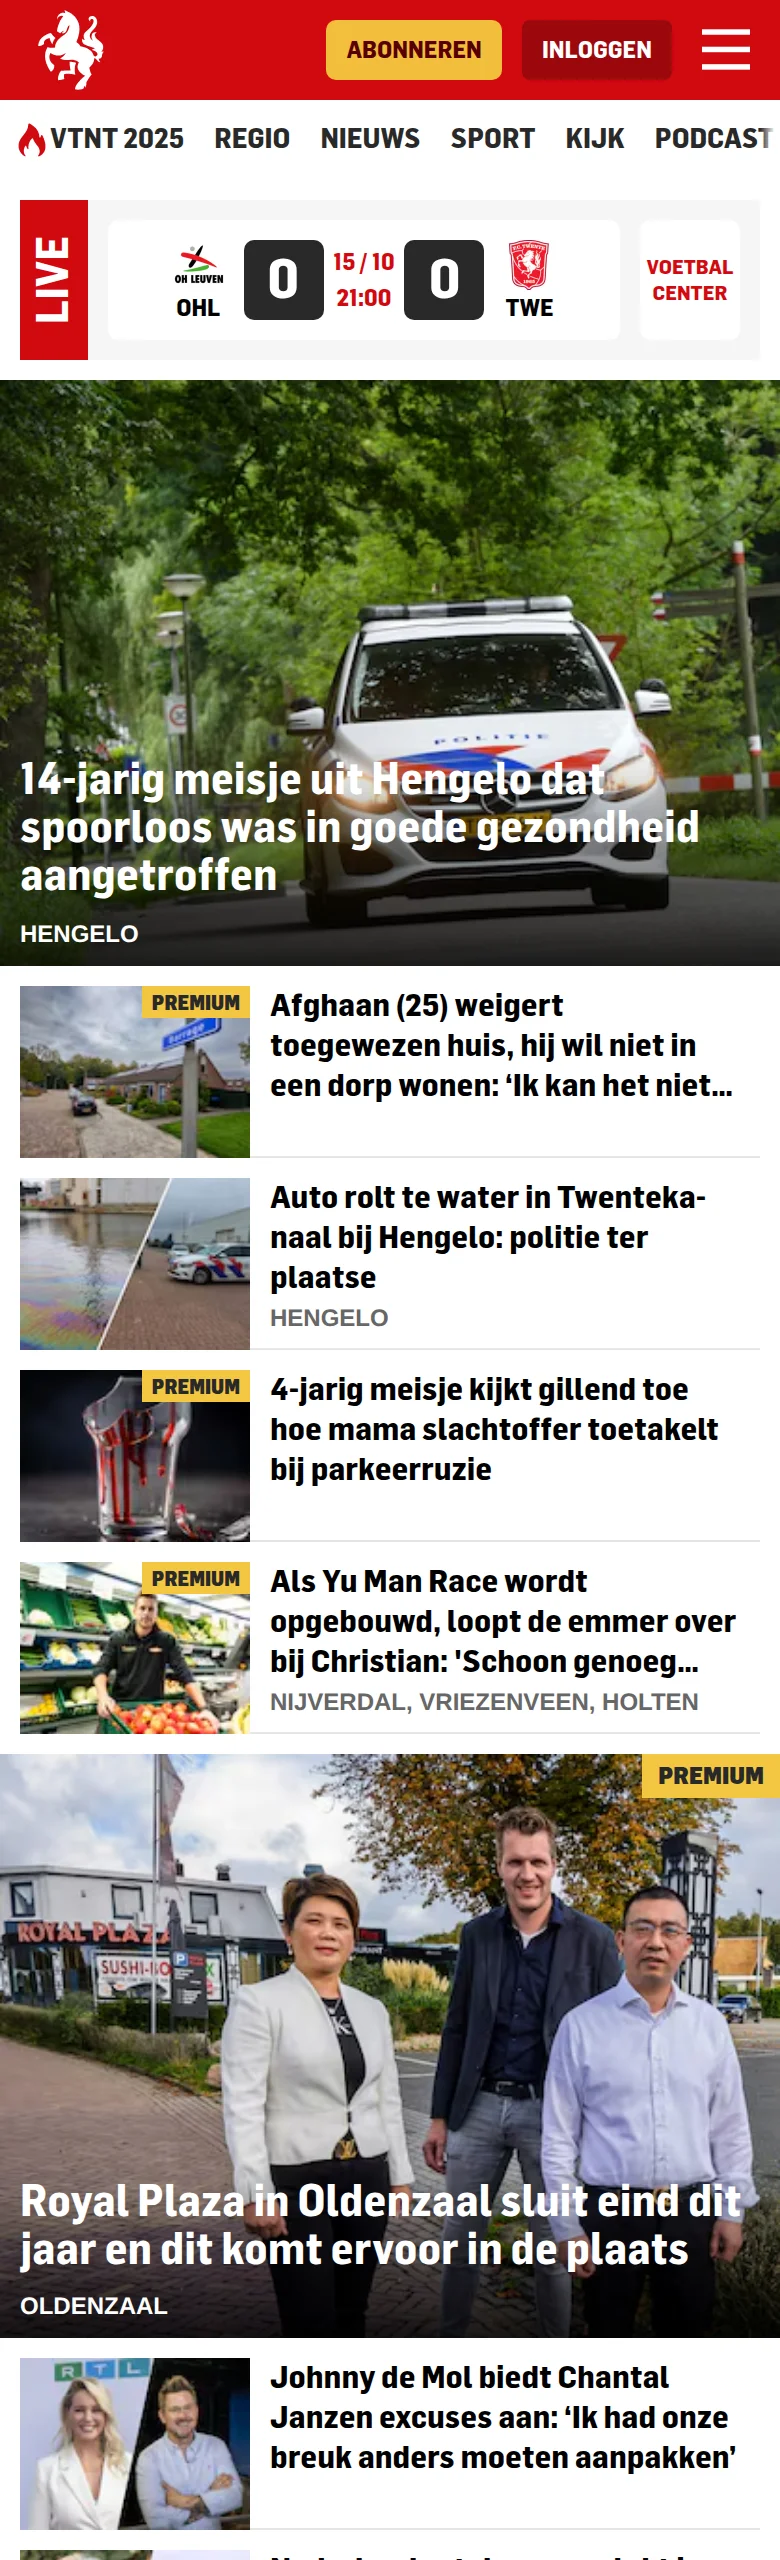 ABONNEREN
INLOGGEN
VTNT 2025 REGIO NIEUWS SPORT KIJK PODCAST
LIVE
OH LEUVEN
OHL
0
15 / 10
21:00
0
TWE
VOETBAL
CENTER
POLITIE
14-jarig meisje uit Hengelo dat
spoorloos was in goede gezondheid
aangetroffen
HENGELO
PREMIUM
Afghaan (25) weigert
toegewezen huis, hij wil niet in
een dorp wonen: ‘Ik kan het niet...
Auto rolt te water in Twenteka-
naal bij Hengelo: politie ter
plaatse
HENGELO
PREMIUM
4-jarig meisje kijkt gillend toe
hoe mama slachtoffer toetakelt
bij parkeerruzie
PREMIUM
Als Yu Man Race wordt
opgebouwd, loopt de emmer over
bij Christian: 'Schoon genoeg...
NIJVERDAL, VRIEZENVEEN, HOLTEN
PREMIUM
ROYAL PLAZA
Royal Plaza in Oldenzaal sluit eind dit
jaar en dit komt ervoor in de plaats
OLDENZAAL
RTL
Johnny de Mol biedt Chantal
Janzen excuses aan: ‘Ik had onze
breuk anders moeten aanpakken’